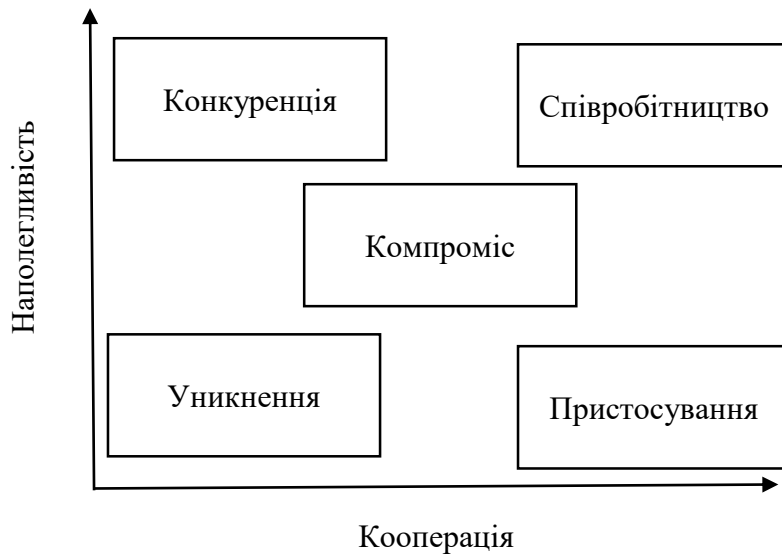 Конкуренція
Співробітництво
Наполегливість
Компроміс
Уникнення
Пристосування
Кооперація